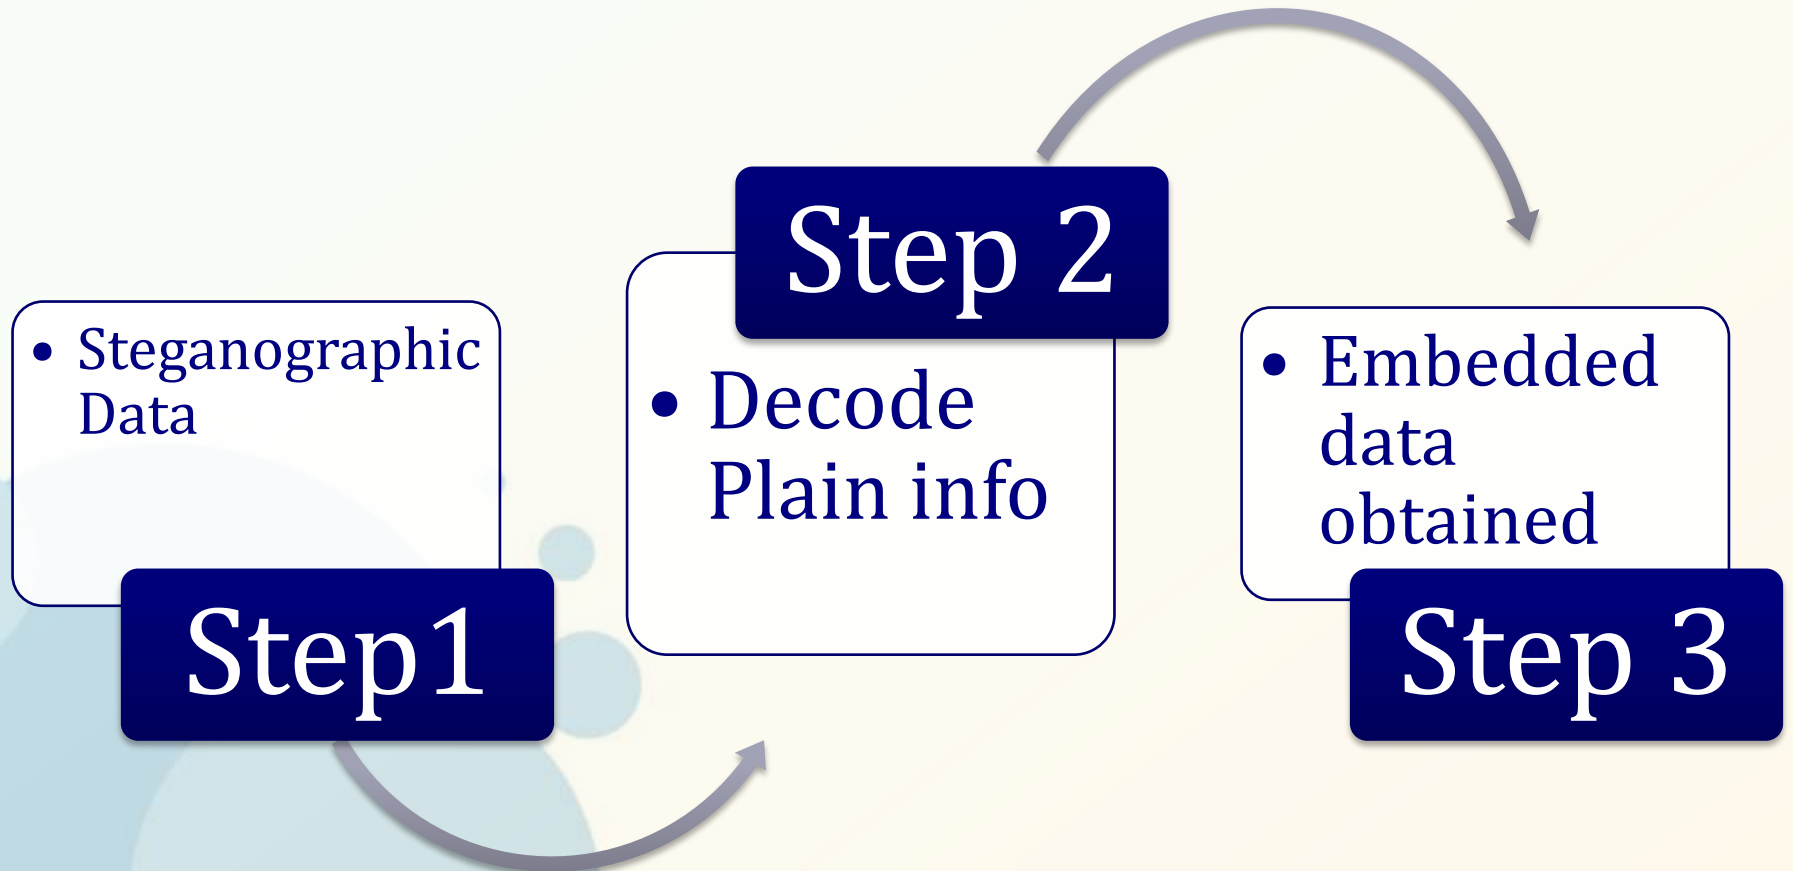 • Steganographic
Data
Step1
Step 2
• Decode
Plain info
• Embedded
data
obtained
Step 3